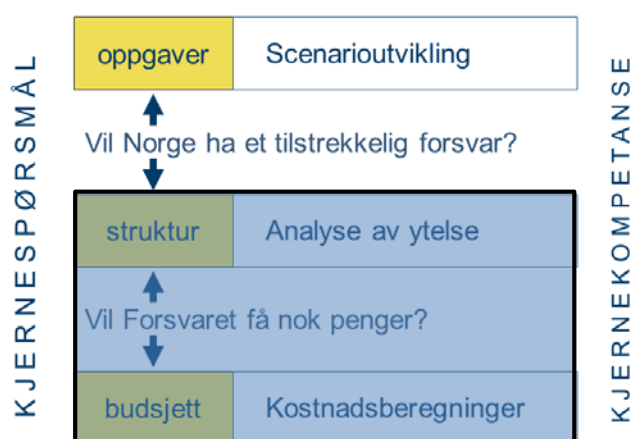 KJERNESPØRSMÅL
oppgaver Scenarioutvikling
Vil Norge ha et tilstrekkelig forsvar?
struktur Analyse av ytelse
Vil Forsvaret få nok penger?
budsjett Kostnadsberegninger
KJERNEKOMPETANSE